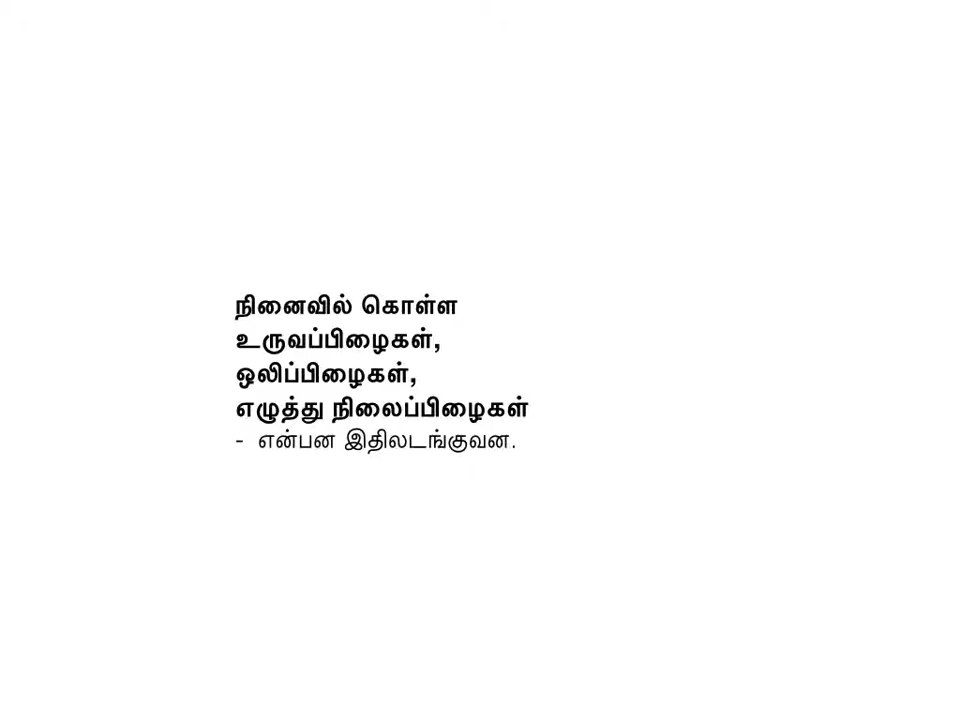 நினைவில் கொள்ள
உருவப்பிழைகள்,
ஒலிப்பிழைகள்,
எழுத்து நிலைப்பிழைகள்
- என்பன இதிலடங்குவன.